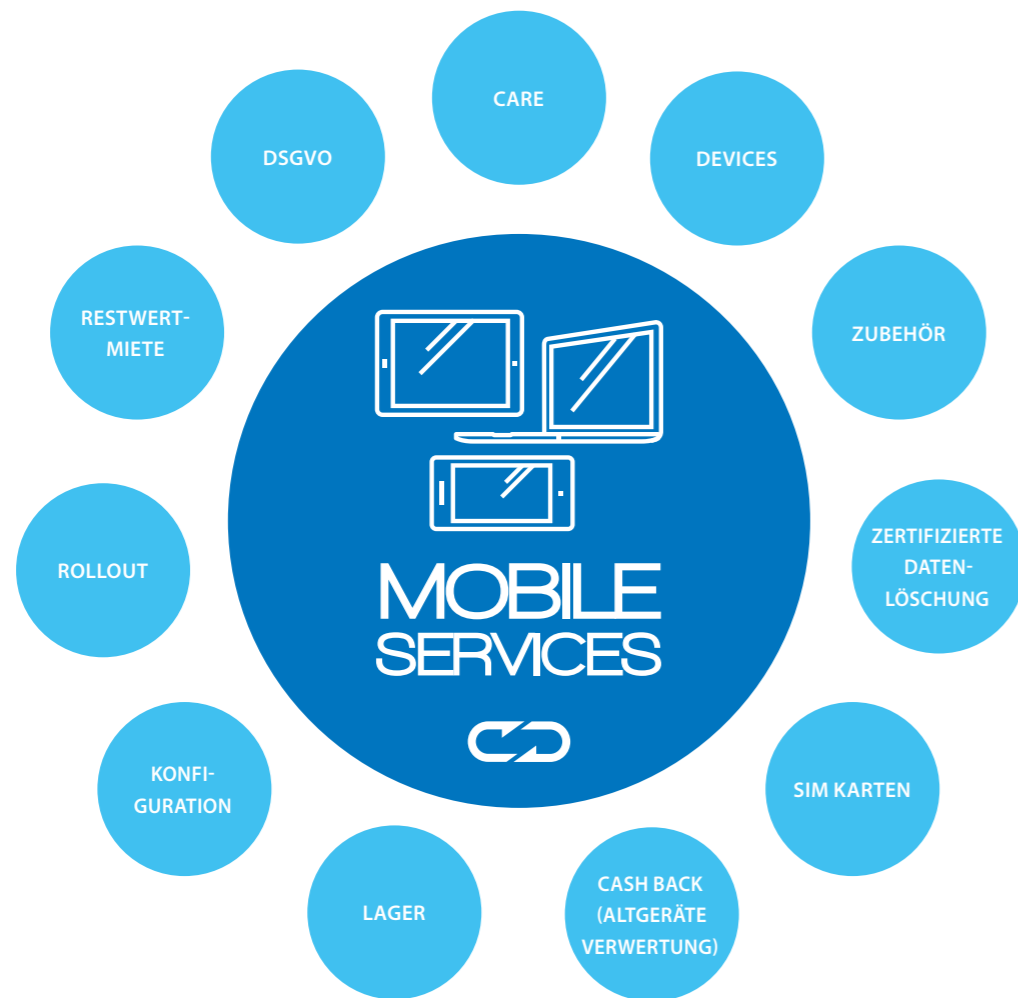 CARE
DEVICES
ZUBEHÖR
ZERTIFIZIERTE
DATEN-
LÖSCHUNG
SIM KARTEN
CASH BACK
(ALTGERÄTE
VERWERTUNG)
LAGER
KONFI-
GURATION
ROLLOUT
RESTWERT-
MIETE
DSGVO
MOBILE
SERVICES